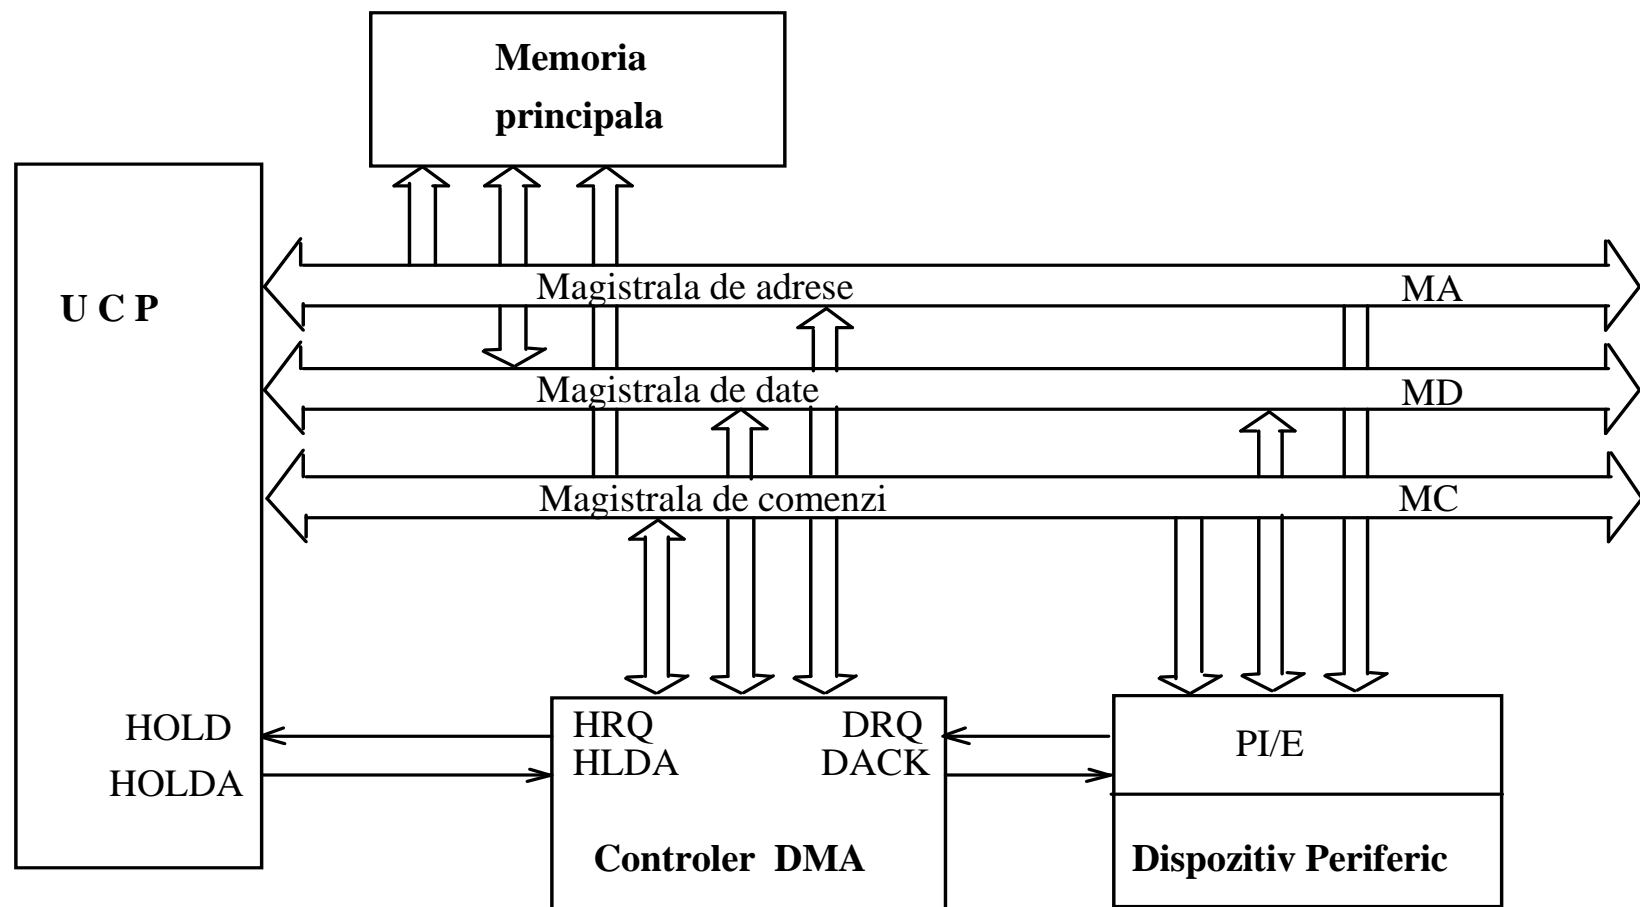 Memoria
principala
U C P
Magistrala de adrese MA
Magistrala de date MD
Magistrala de comenzi MC
HOLD
HOLDA
HRQ DRQ
HLDA DACK
Controler DMA
PI/E
Dispozitiv Periferic